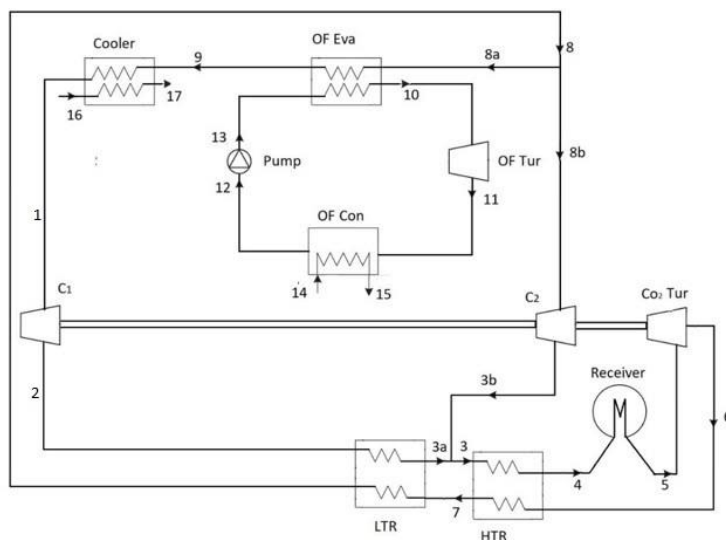 8
Cooler
OF Eva
9
8a
16
17
10
13
Pump
OF Tur
8b
12
11
OF Con
1
14
15
C1
C2
Co2 Tur
2
3b
Receiver
3a
3
4
5
7
LTR
HTR